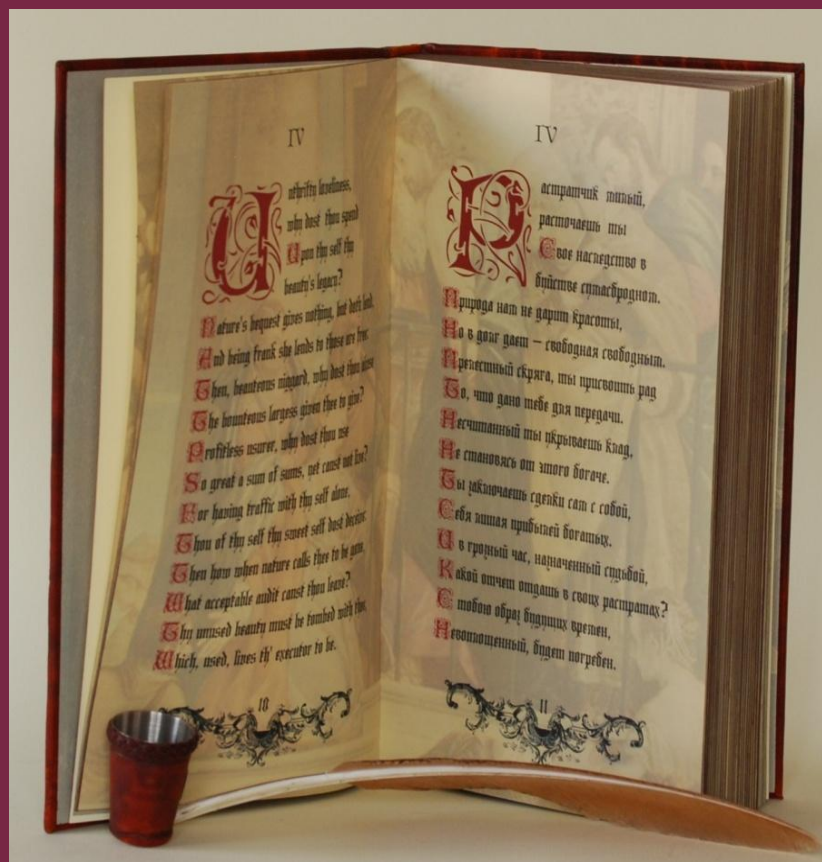 IV
Unthrifty loveliness,
why dost thou spend
Upon thy self thy
beauty's legacy?
Nature's bequest gives nothing, but doth lend,
And being frank she lends to those are free:
Then, beauteous niggard, why dost thou abuse
The bounteous largess given thee to give?
Profitless usurer, why dost thou use
So great a sum of sums, yet canst not live?
For having traffic with thy self alone,
Thou of thy self thy sweet self dost deceive:
Then how when nature calls thee to be gone,
What acceptable audit canst thou leave?
Thy unused beauty must be tombed with thee,
Which, used, lives th' executor to be.
10
IV
Растратчик милый,
расточаешь ты
Свое наследство в
буйстве сумасбродном.
Природа нам не дарит красоты,
Но в долг дает – свободная свободным.
Прелестный скряга, ты присвоить рад
То, что дано тебе для передачи.
Несчитанный ты укрываешь клад,
Не становясь от этого богаче.
Ты заключаешь сделки сам с собой,
Себя лишая прибылей богатых.
И в грозный час, назначенный судьбой,
Какой отчет отдашь в своих растратах?
С тобою образ будущих времен,
Невоплощенный, будет погребен.
11